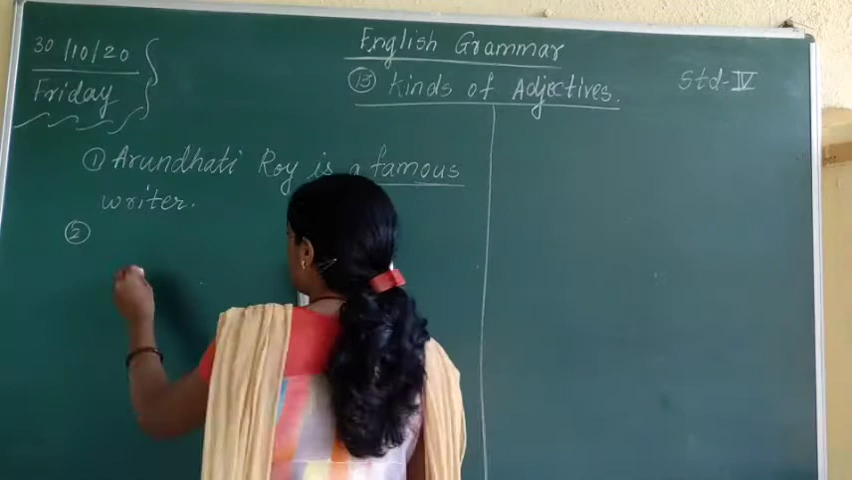 30/10/20
Friday
English Grammar
13 Kinds of Adjectives.
Std-IV
1 Arundhati Roy is a famous
writer.
2